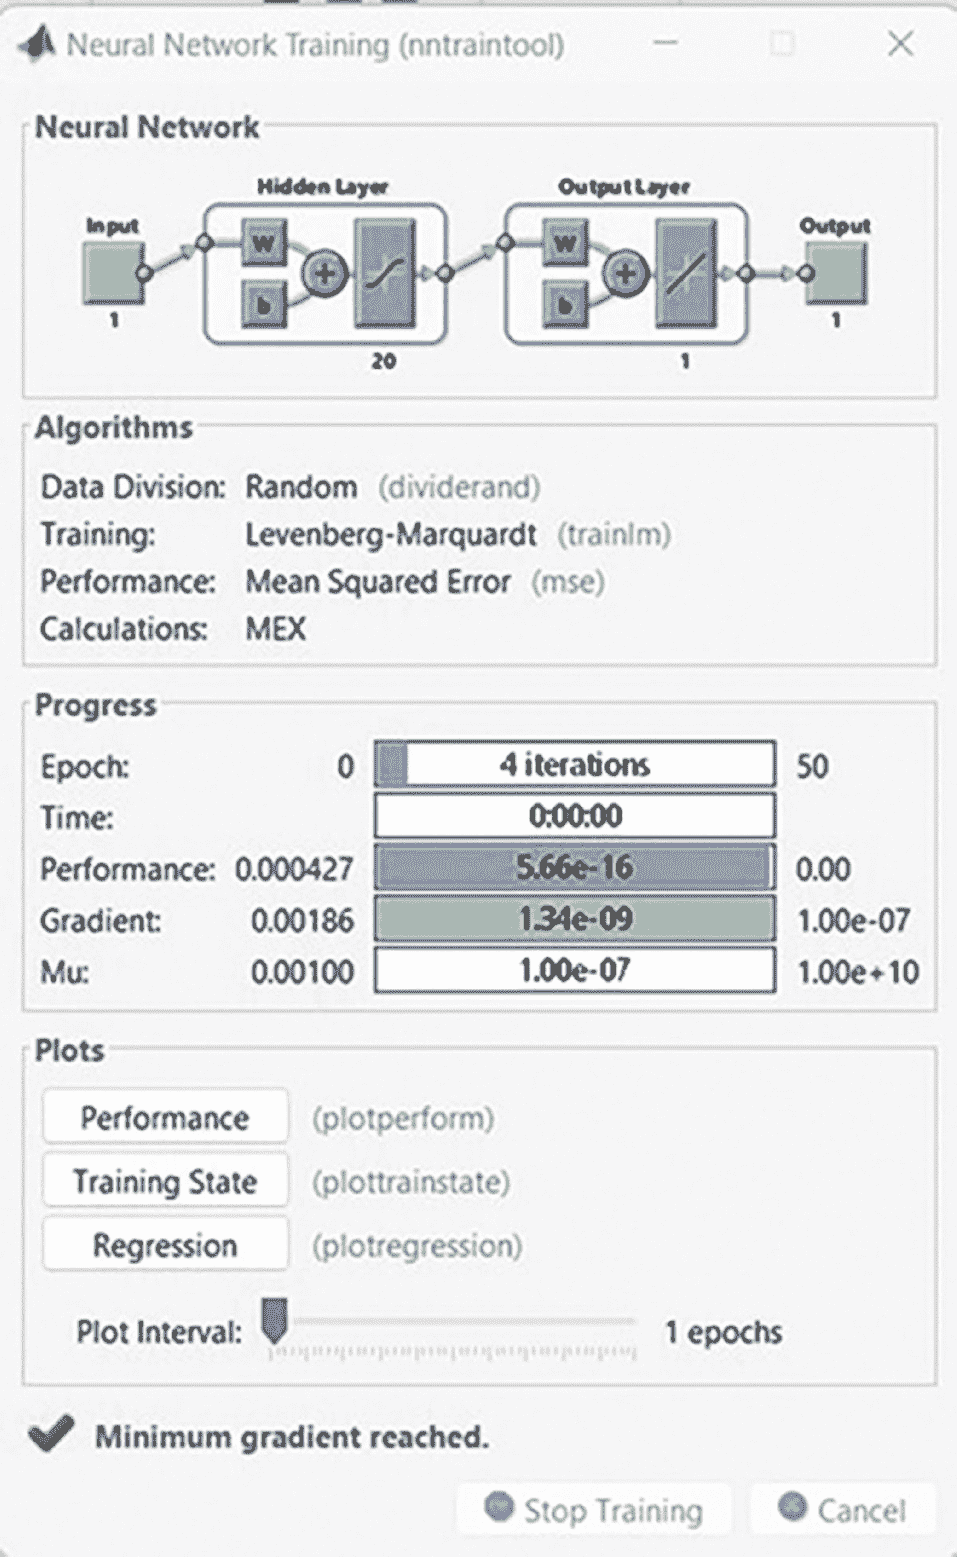 Neural Network Training (nntraintool)
Neural Network
Hidden Layer
Output Layer
Input
Output
W
W
+
+
b
b
1
1
20
1
Algorithms
Data Division: Random (dividerand)
Training: Levenberg-Marquardt (trainlm)
Performance: Mean Squared Error (mse)
Calculations: MEX
Progress
Epoch: 0 4 iterations 50
Time: 0:00:00
Performance: 0.000427 5.66e-16 0.00
Gradient: 0.00186 1.34e-09 1.00e-07
Mu: 0.00100 1.00e-07 1.00e+10
Plots
Performance (plotperform)
Training State (plottrainstate)
Regression (plotregression)
Plot Interval: 1 epochs
Minimum gradient reached.
Stop Training Cancel